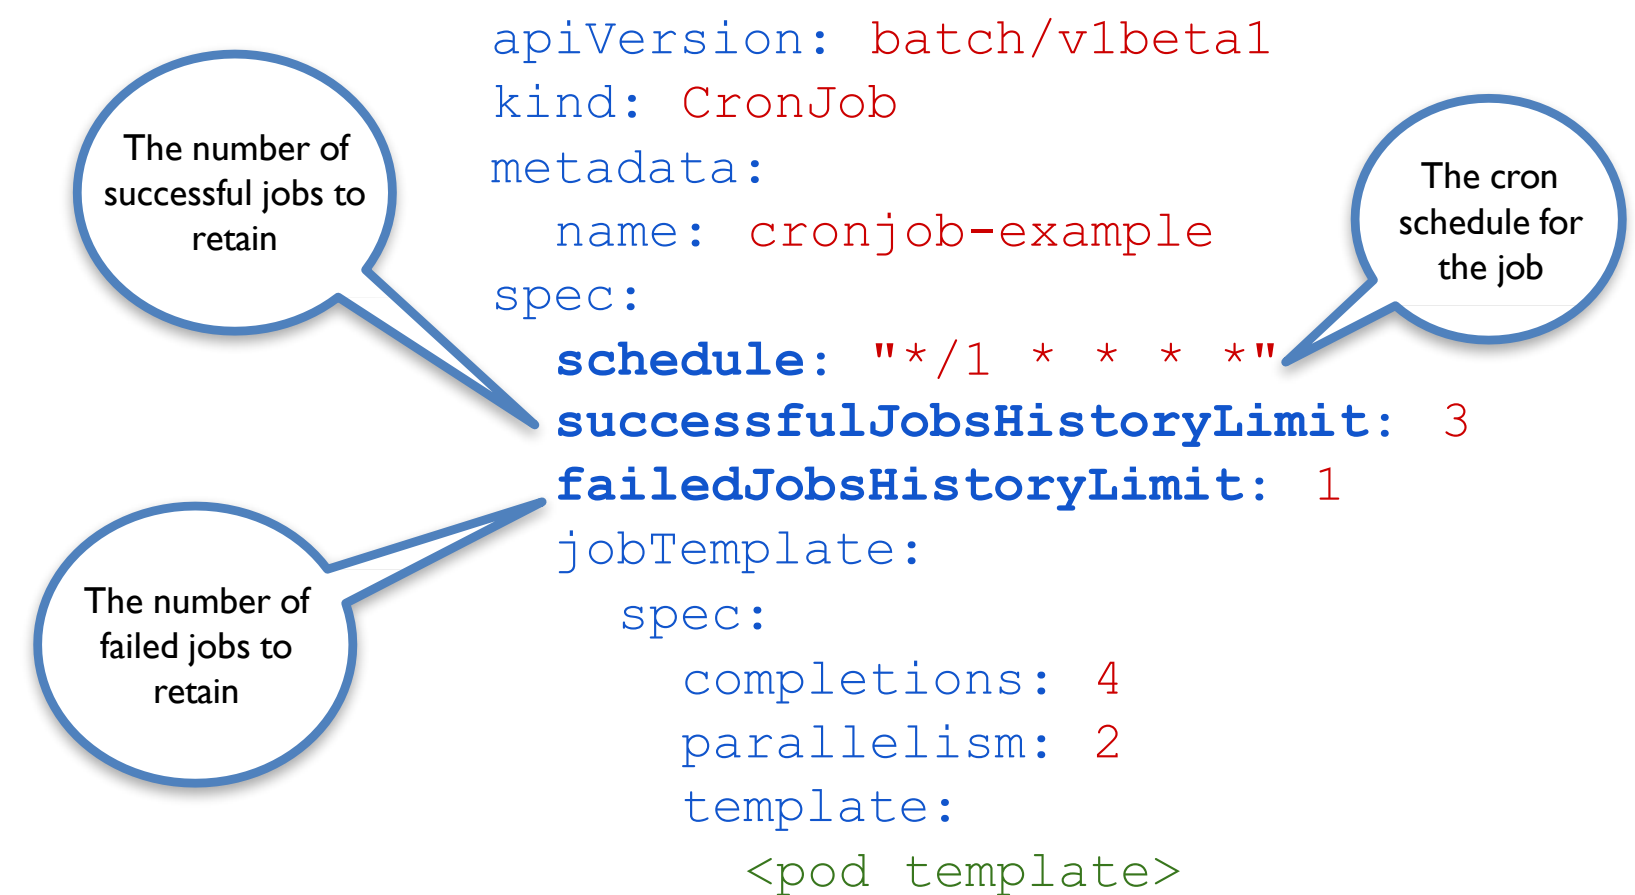 apiVersion: batch/v1beta1
kind: CronJob
metadata:
  name: cronjob-example
spec:
  schedule: "*/1 * * * *"
  successfulJobsHistoryLimit: 3
  failedJobsHistoryLimit: 1
  jobTemplate:
    spec:
      completions: 4
      parallelism: 2
      template:
        <pod template>
The number of
successful jobs to
retain
The cron
schedule for
the job
The number of
failed jobs to
retain